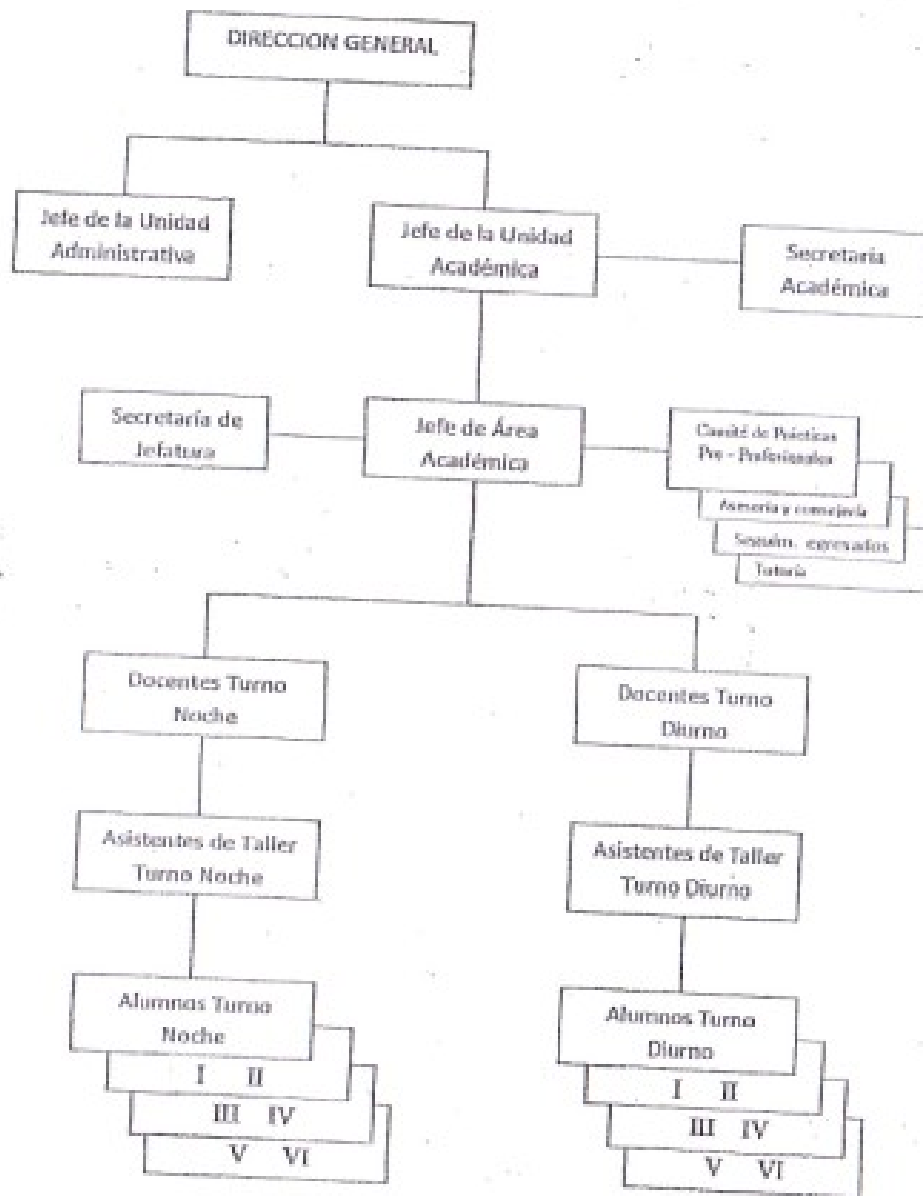 DIRECCION GENERAL
Jefe de la Unidad
Administrativa
Jefe de la Unidad
Académica
Secretaria
Académica
Secretaría de
Jefatura
Jefe de Área
Académica
Comité de Prácticas
Pre - Profesionales
Asesoría y consejería
Seguim. egresados
Tutoría
Docentes Turno
Noche
Docentes Turno
Diurno
Asistentes de Taller
Turno Noche
Asistentes de Taller
Turno Diurno
Alumnos Turno
Noche
I II
III IV
V VI
Alumnos Turno
Diurno
I II
III IV
V VI